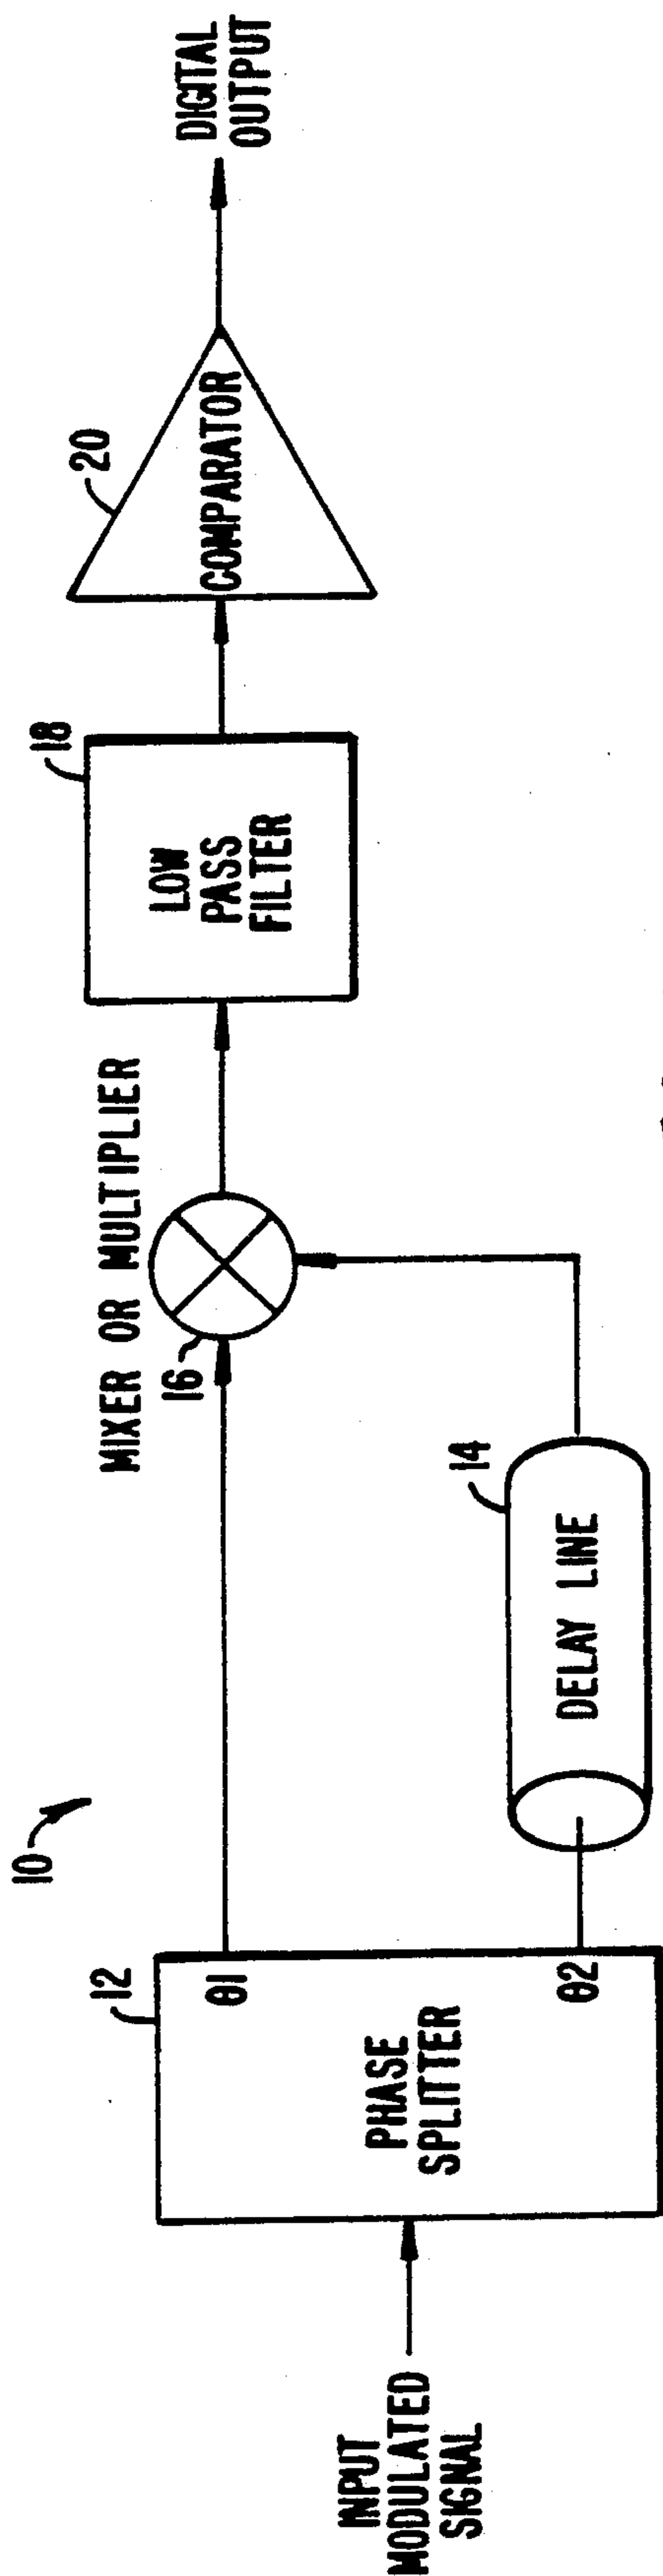 10
INPUT
MODULATED
SIGNAL
12
PHASE
SPLITTER
θ1
θ2
14
DELAY LINE
MIXER OR MULTIPLIER
16
18
LOW
PASS
FILTER
20
COMPARATOR
DIGITAL
OUTPUT